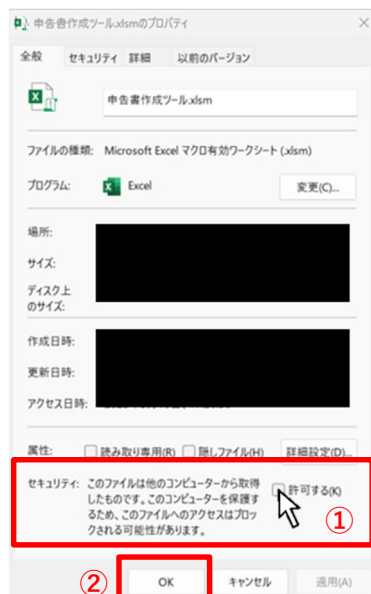 申告書作成ツール.xlsmのプロパティ
全般 セキュリティ 詳細 以前のバージョン
申告書作成ツール.xlsm
ファイルの種類: Microsoft Excel マクロ有効ワークシート (.xlsm)
プログラム: Excel 変更(C)...
場所:
サイズ:
ディスク上
のサイズ:
作成日時:
更新日時:
アクセス日時:
属性: 読み取り専用(R) 隠しファイル(H) 詳細設定(D)...
セキュリティ: このファイルは他のコンピューターから取得
したものです。このコンピューターを保護す
るため、このファイルへのアクセスはブロッ
クされる可能性があります。
許可する(K)
①
② OK キャンセル 適用(A)